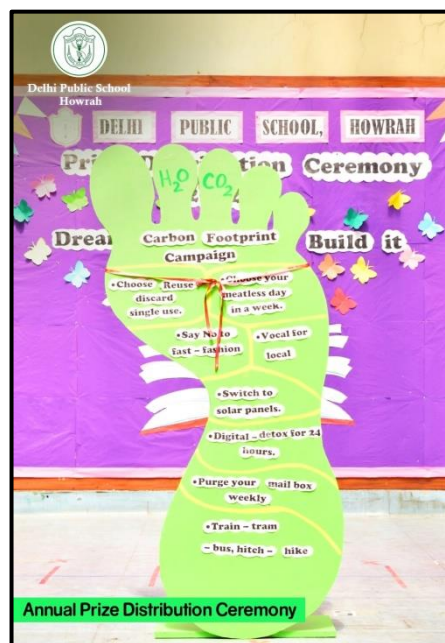 Delhi Public School
Howrah
DELHI PUBLIC SCHOOL, HOWRAH
Ceremony
H₂O CO₂
Build it
Carbon Footprint
Campaign
•Choose Reuse
discard
single use.
•Choose your
meatless day
in a week.
•Say No to
fast – fashion
•Vocal for
local
•Switch to
solar panels.
•Digital – detox for 24
hours.
•Purge your mail box
weekly
•Train – tram
– bus, hitch – hike
Annual Prize Distribution Ceremony